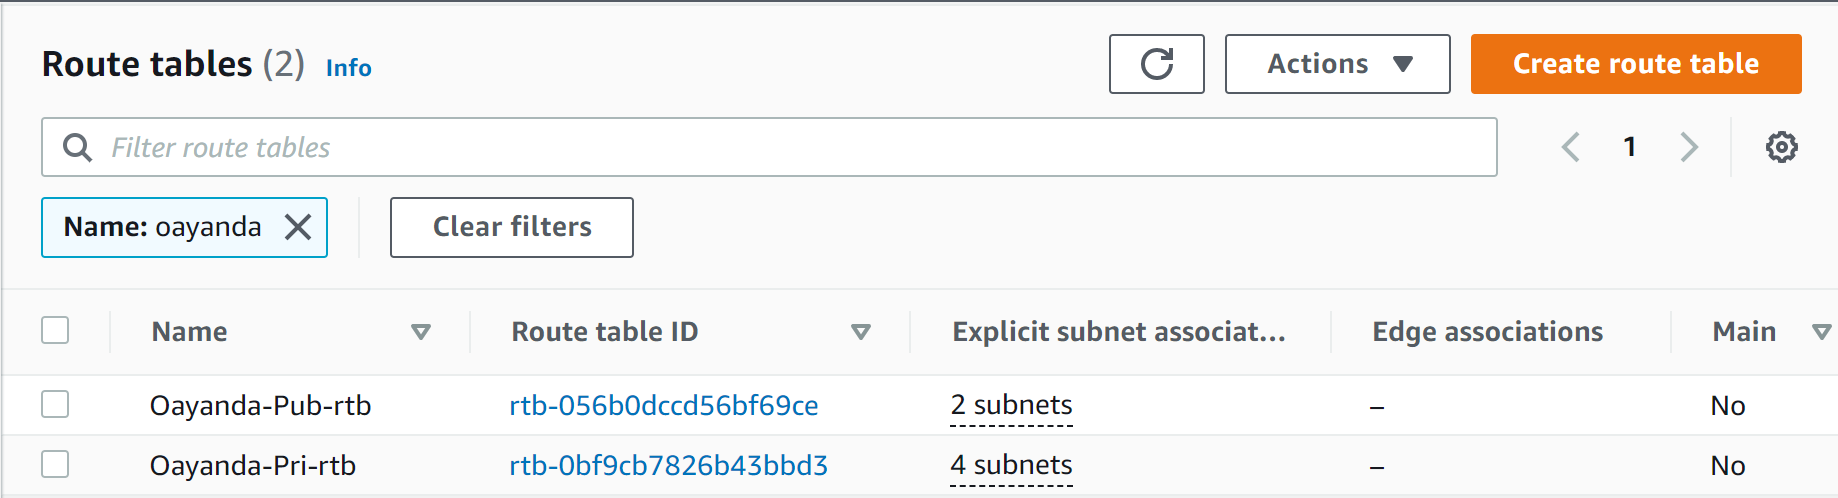 Route tables (2) Info
Actions
Create route table
Filter route tables
1
Name: oayanda
Clear filters
Name Route table ID Explicit subnet associat... Edge associations Main
Oayanda-Pub-rtb rtb-056b0dccd56bf69ce 2 subnets – No
Oayanda-Pri-rtb rtb-0bf9cb7826b43bbd3 4 subnets – No